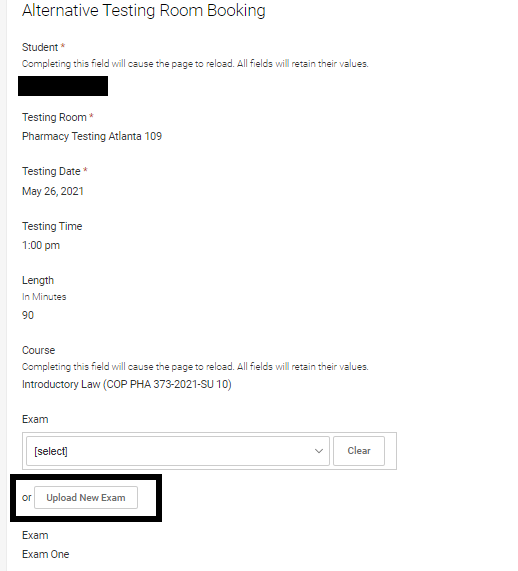 Alternative Testing Room Booking
Student *
Completing this field will cause the page to reload. All fields will retain their values.
Testing Room *
Pharmacy Testing Atlanta 109
Testing Date *
May 26, 2021
Testing Time
1:00 pm
Length
In Minutes
90
Course
Completing this field will cause the page to reload. All fields will retain their values.
Introductory Law (COP PHA 373-2021-SU 10)
Exam
[select] Clear
or Upload New Exam
Exam
Exam One